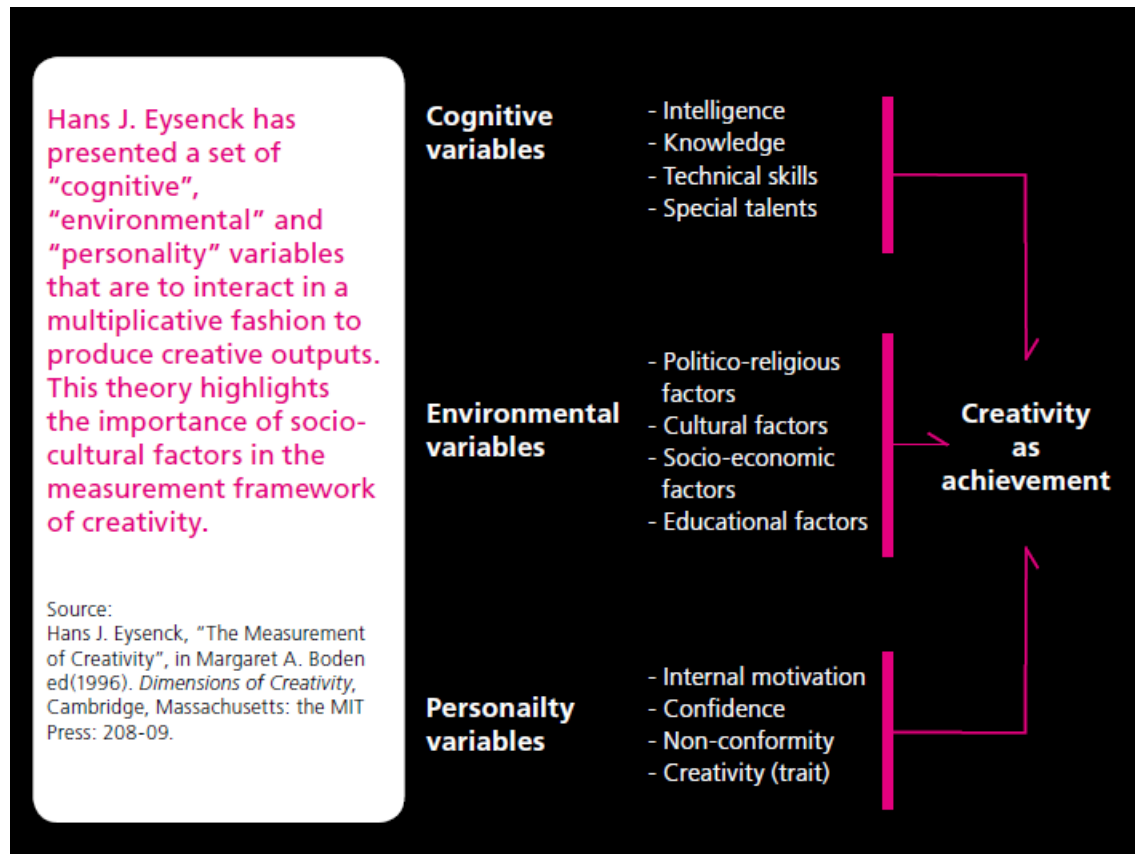 Hans J. Eysenck has
presented a set of
“cognitive”,
“environmental” and
“personality” variables
that are to interact in a
multiplicative fashion to
produce creative outputs.
This theory highlights
the importance of socio-
cultural factors in the
measurement framework
of creativity.
Source:
Hans J. Eysenck, “The Measurement
of Creativity”, in Margaret A. Boden
ed(1996). Dimensions of Creativity,
Cambridge, Massachusetts: the MIT
Press: 208-09.
Cognitive
variables
- Intelligence
- Knowledge
- Technical skills
- Special talents
Environmental
variables
- Politico-religious
factors
- Cultural factors
- Socio-economic
factors
- Educational factors
Personailty
variables
- Internal motivation
- Confidence
- Non-conformity
- Creativity (trait)
Creativity
as
achievement